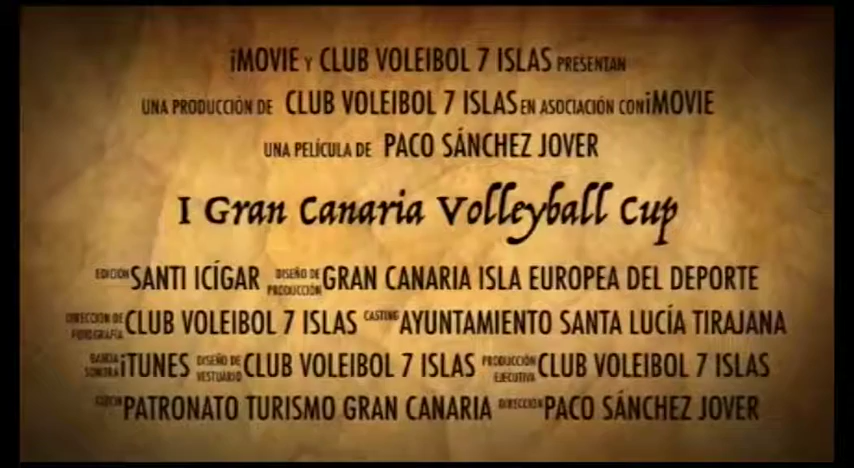 iMOVIE Y CLUB VOLEIBOL 7 ISLAS PRESENTAN
UNA PRODUCCIÓN DE CLUB VOLEIBOL 7 ISLAS EN ASOCIACIÓN CON iMOVIE
UNA PELÍCULA DE PACO SÁNCHEZ JOVER
I Gran Canaria Volleyball Cup
EDICIÓN SANTI ICÍGAR DISEÑO DE PRODUCCIÓN GRAN CANARIA ISLA EUROPEA DEL DEPORTE
DIRECCIÓN DE FOTOGRAFÍA CLUB VOLEIBOL 7 ISLAS CASTING AYUNTAMIENTO SANTA LUCÍA TIRAJANA
BANDA SONORA iTUNES DISEÑO DE VESTUARIO CLUB VOLEIBOL 7 ISLAS PRODUCCIÓN EJECUTIVA CLUB VOLEIBOL 7 ISLAS
PATRONATO TURISMO GRAN CANARIA DIRECCIÓN PACO SÁNCHEZ JOVER